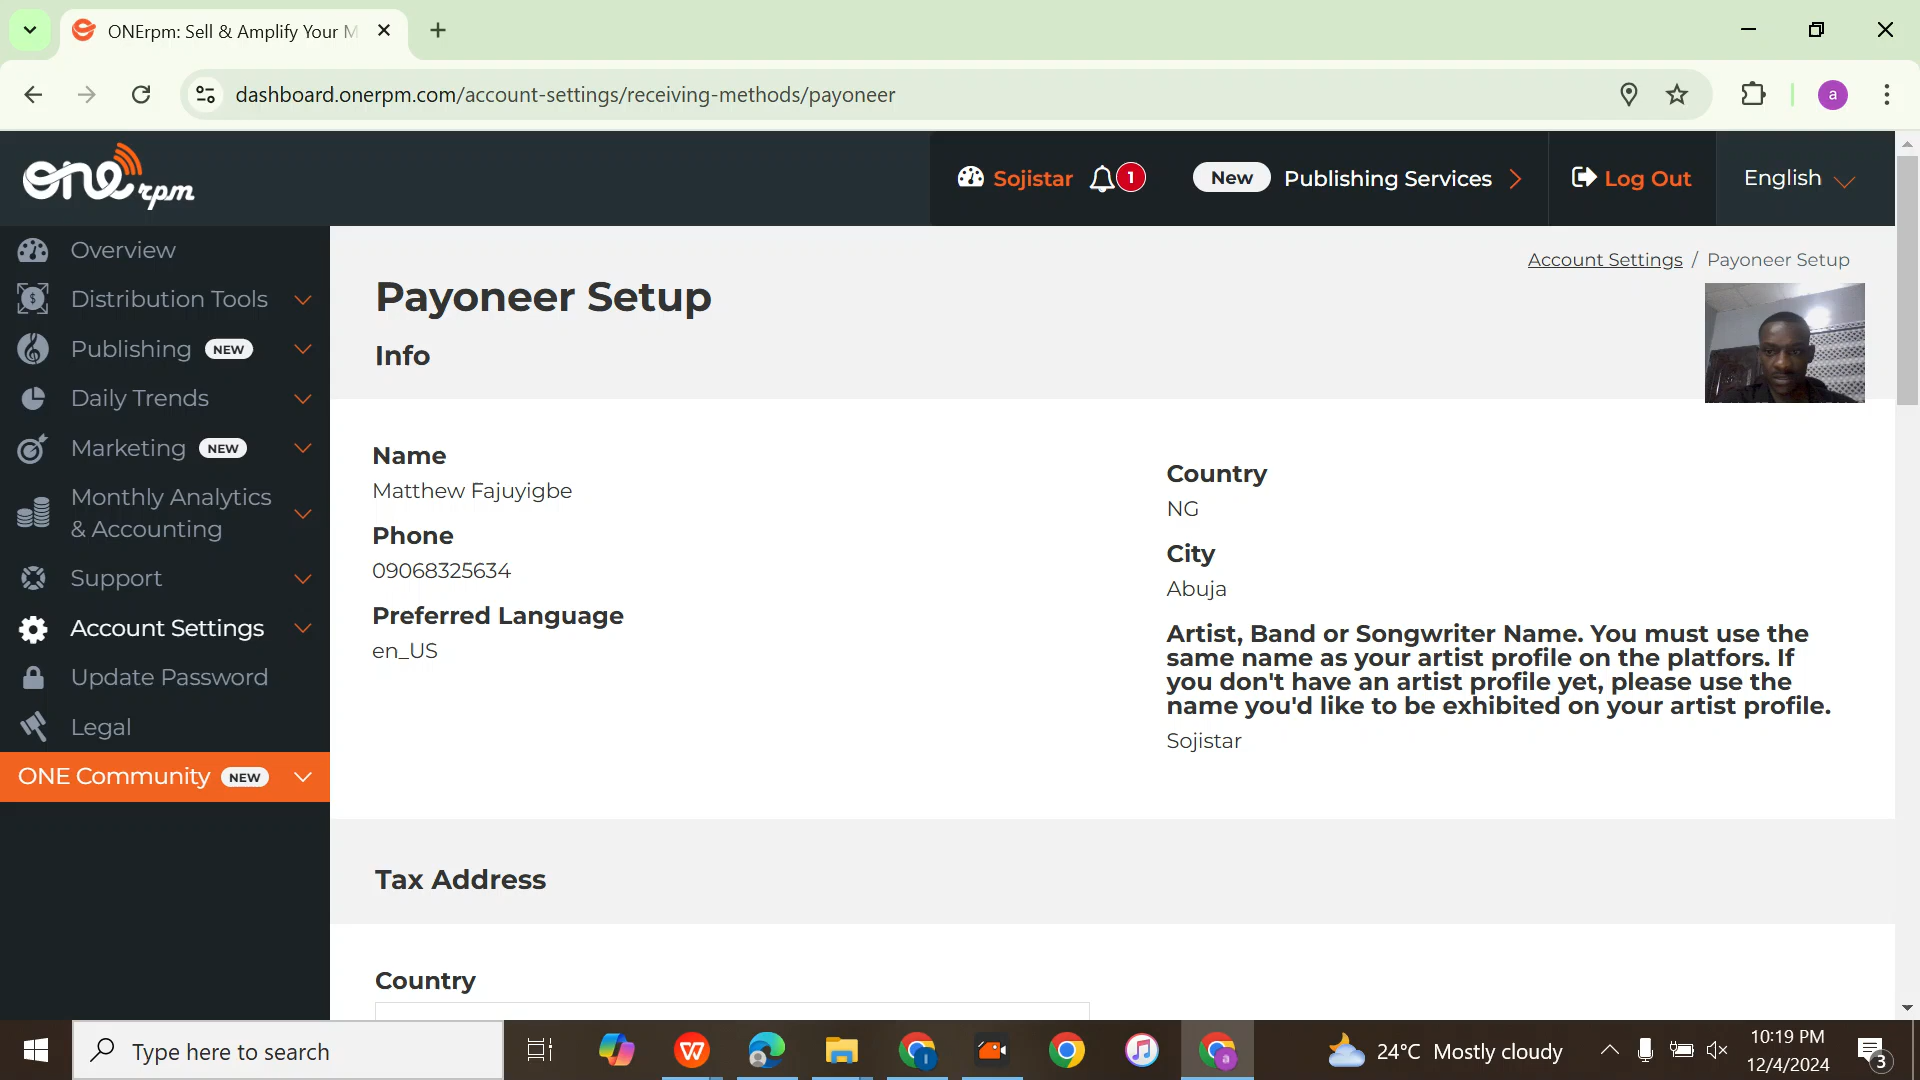 ONErpm: Sell & Amplify Your M
dashboard.onerpm.com/account-settings/receiving-methods/payoneer
a
one rpm
Sojistar
1
New
Publishing Services
Log Out
English
Overview
Distribution Tools
Publishing NEW
Daily Trends
Marketing NEW
Monthly Analytics
& Accounting
Support
Account Settings
Update Password
Legal
ONE Community NEW
Account Settings / Payoneer Setup
Payoneer Setup
Info
Name
Matthew Fajuyigbe
Phone
09068325634
Preferred Language
en_US
Country
NG
City
Abuja
Artist, Band or Songwriter Name. You must use the
same name as your artist profile on the platfors. If
you don't have an artist profile yet, please use the
name you'd like to be exhibited on your artist profile.
Sojistar
Tax Address
Country
Type here to search
W
I
a
24°C Mostly cloudy
10:19 PM
12/4/2024
3